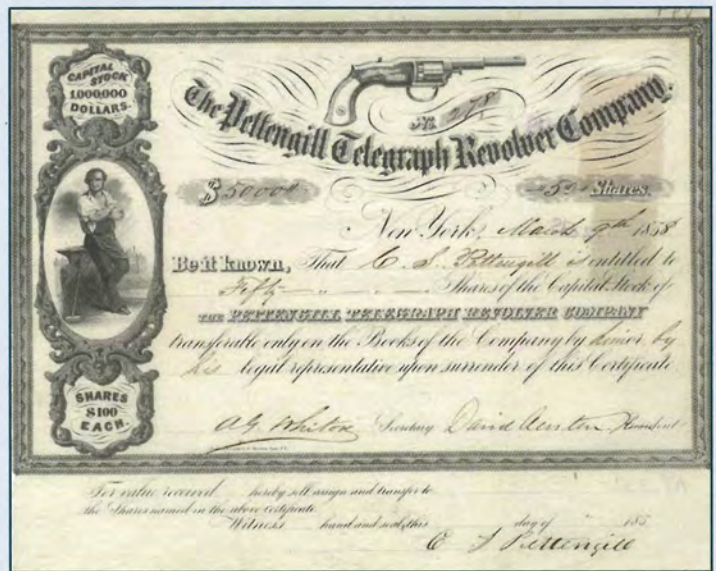 CAPITAL
STOCK
1,000,000
DOLLARS.
No. 278
The Pettengill Telegraph Revolver Company.
$5000
50 Shares.
New York, March 9th 1858
Be it known, That C. S. Pettengill is entitled to
Fifty Shares of the Capital Stock of
THE PETTENGILL TELEGRAPH REVOLVER COMPANY
transferable only on the Books of the Company by him or by
his legal representative upon surrender of this Certificate
SHARES
$100
EACH.
Secretary David President
For value received hereby sell assign and transfer to
the Shares named in the above certificate
Witness hand and seal this day of 185
C S Pettengill